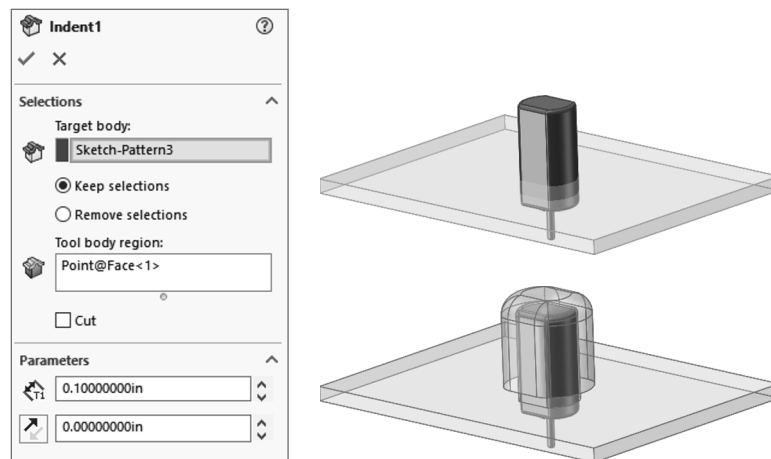 Indent1
Selections
Target body:
Sketch-Pattern3
Keep selections
Remove selections
Tool body region:
Point@Face<1>
Cut
Parameters
T1
0.10000000in
0.00000000in